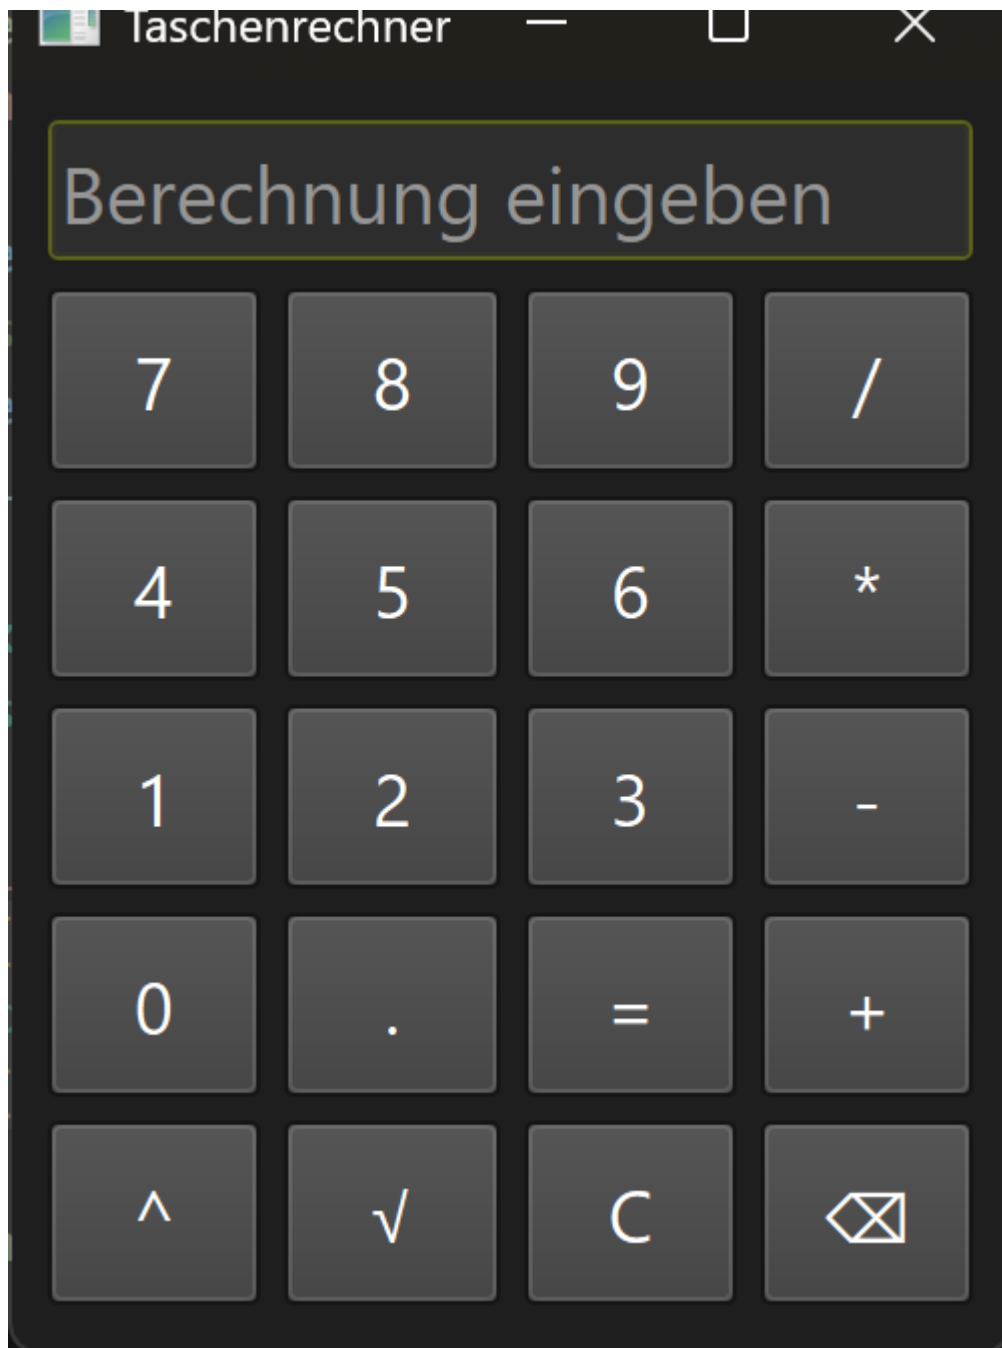 Taschenrechner
Berechnung eingeben
7 8 9 /
4 5 6 *
1 2 3 -
0 . = +
^ √ C ⌫